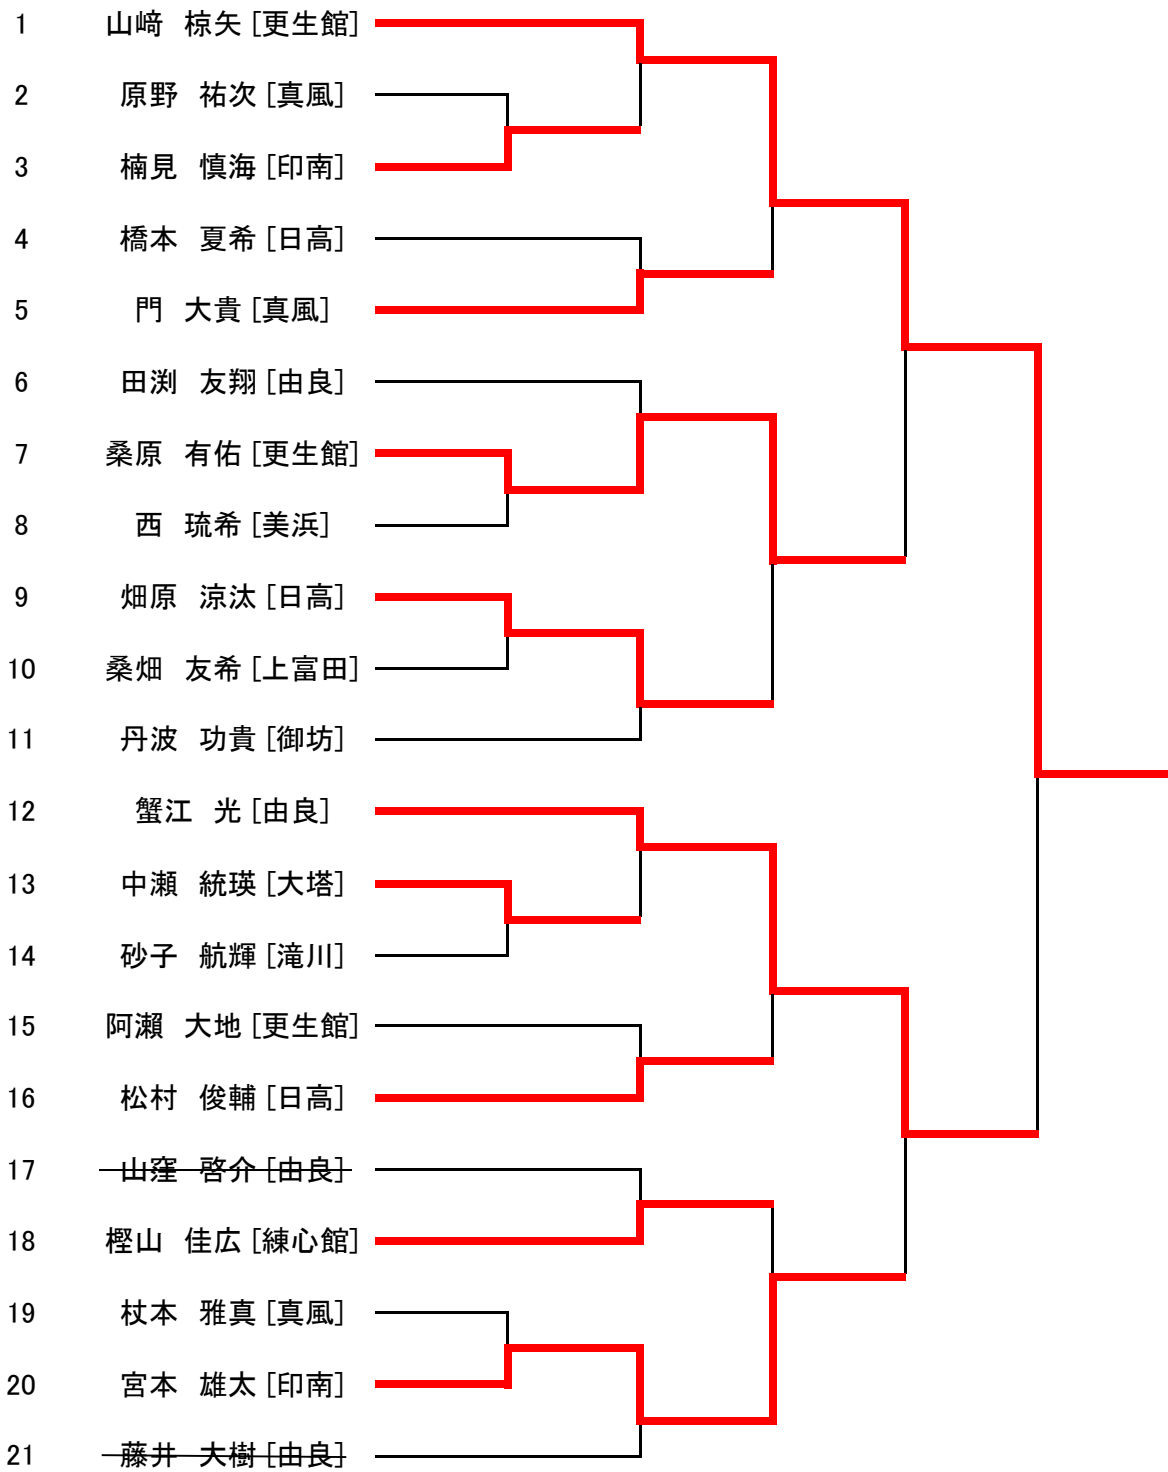 1 山﨑 椋矢 [更生館]
2 原野 祐次 [真風]
3 楠見 慎海 [印南]
4 橋本 夏希 [日高]
5 門 大貴 [真風]
6 田渕 友翔 [由良]
7 桑原 有佑 [更生館]
8 西 琉希 [美浜]
9 畑原 涼汰 [日高]
10 桑畑 友希 [上富田]
11 丹波 功貴 [御坊]
12 蟹江 光 [由良]
13 中瀬 統瑛 [大塔]
14 砂子 航輝 [滝川]
15 阿瀬 大地 [更生館]
16 松村 俊輔 [日高]
17 山窪 啓介 [由良]
18 樫山 佳広 [練心館]
19 杖本 雅真 [真風]
20 宮本 雄太 [印南]
21 藤井 大樹 [由良]